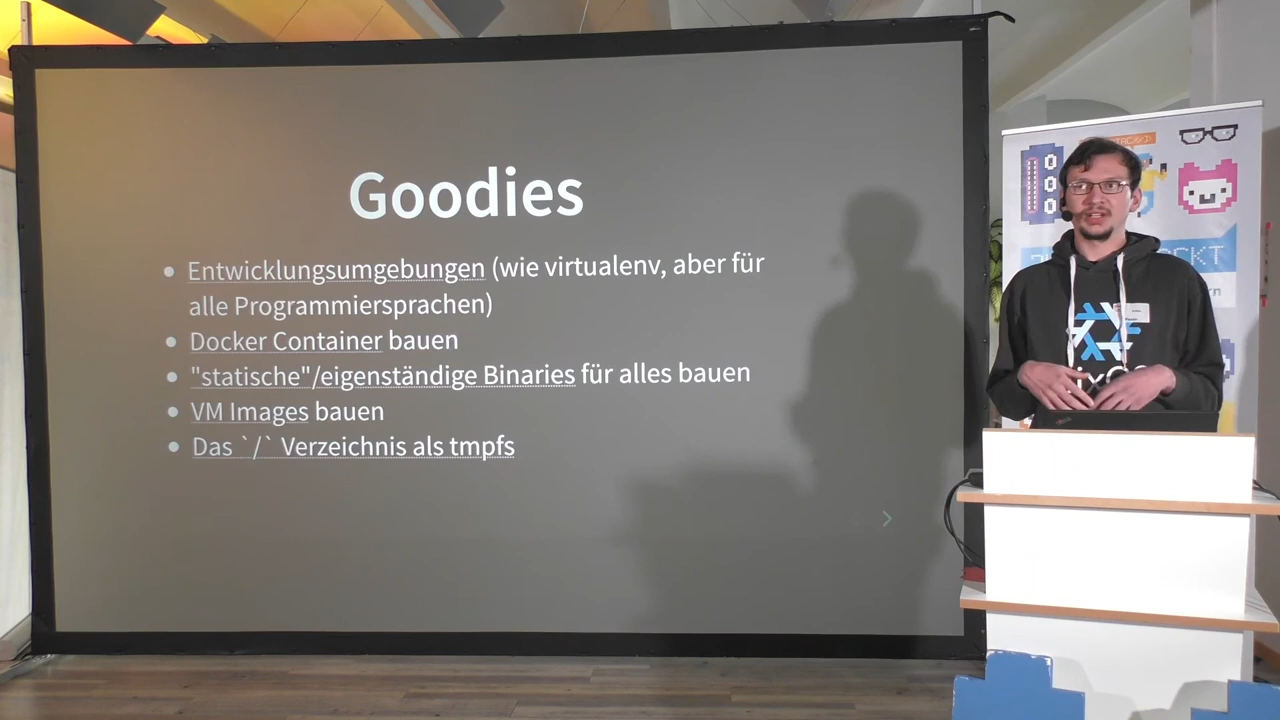 Goodies
Entwicklungsumgebungen (wie virtualenv, aber für
alle Programmiersprachen)
Docker Container bauen
"statische"/eigenständige Binaries für alles bauen
VM Images bauen
Das `/` Verzeichnis als tmpfs